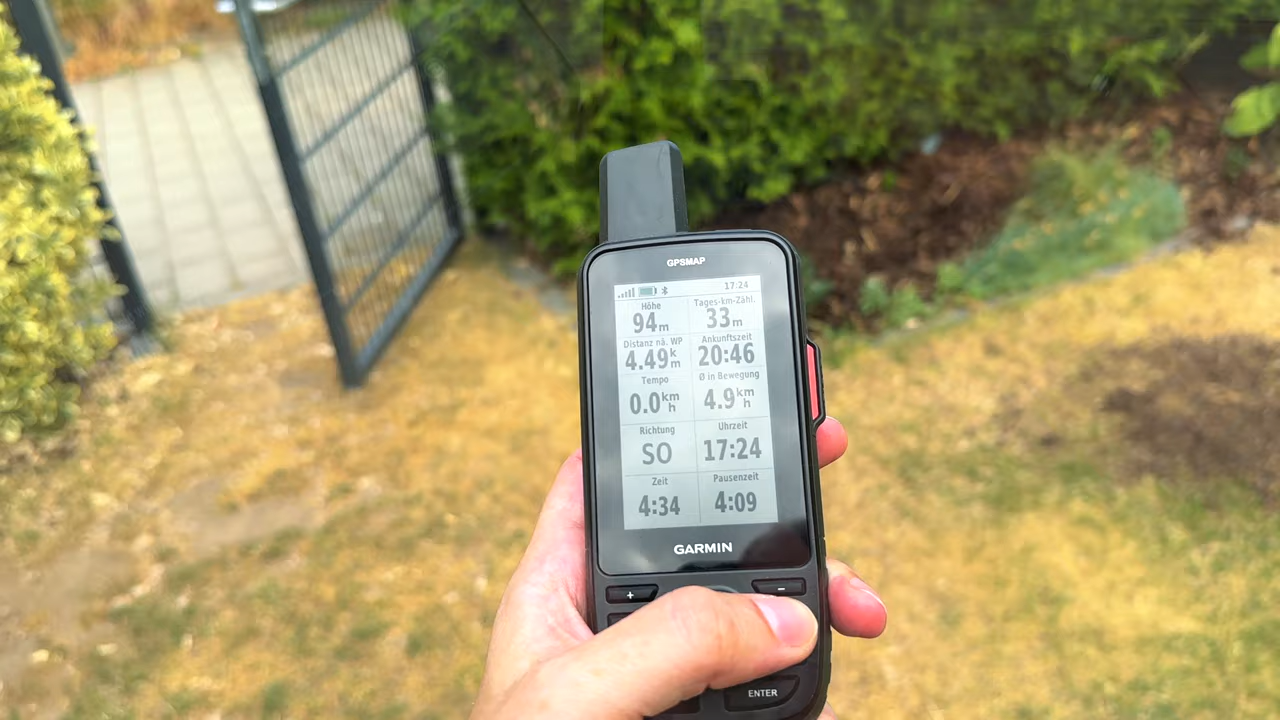 GPSMAP
17:24
Höhe Tages-km-Zähl.
94m 33m
Distanz nä. WP Ankunftszeit
4.49km 20:46
Tempo Ø in Bewegung
0.0km/h 4.9km/h
Richtung Uhrzeit
SO 17:24
Zeit Pausenzeit
4:34 4:09
GARMIN
+ −
ENTER